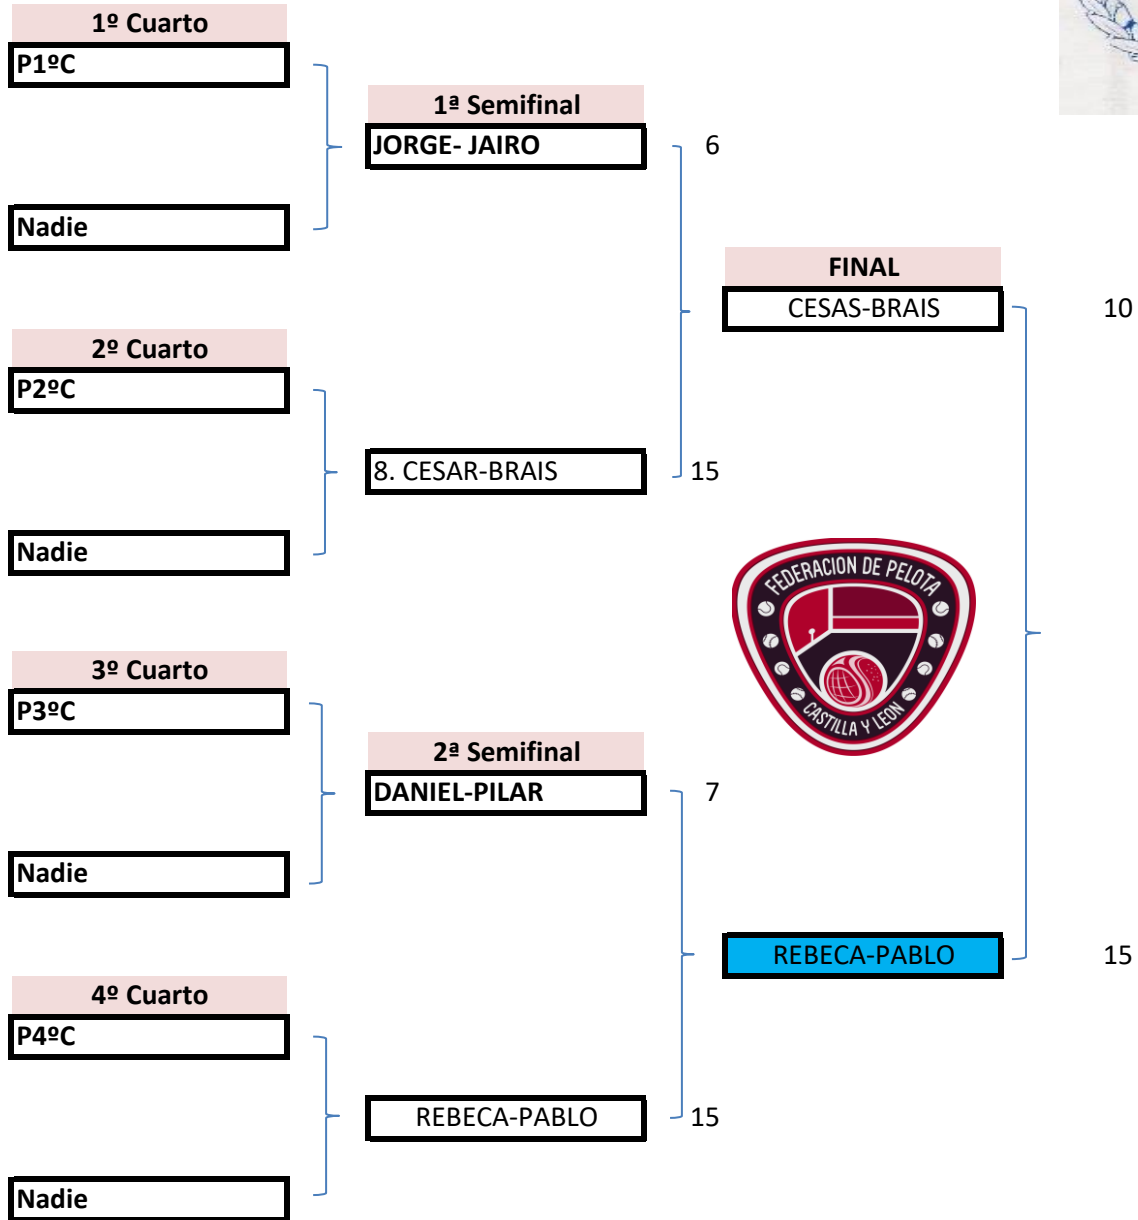 1º Cuarto
P1ºC
1ª Semifinal
JORGE- JAIRO
6
Nadie
FINAL
CESAS-BRAIS
10
2º Cuarto
P2ºC
8. CESAR-BRAIS
15
Nadie
FEDERACION DE PELOTA
CASTILLA Y LEON
3º Cuarto
P3ºC
2ª Semifinal
DANIEL-PILAR
7
Nadie
REBECA-PABLO
15
4º Cuarto
P4ºC
REBECA-PABLO
15
Nadie